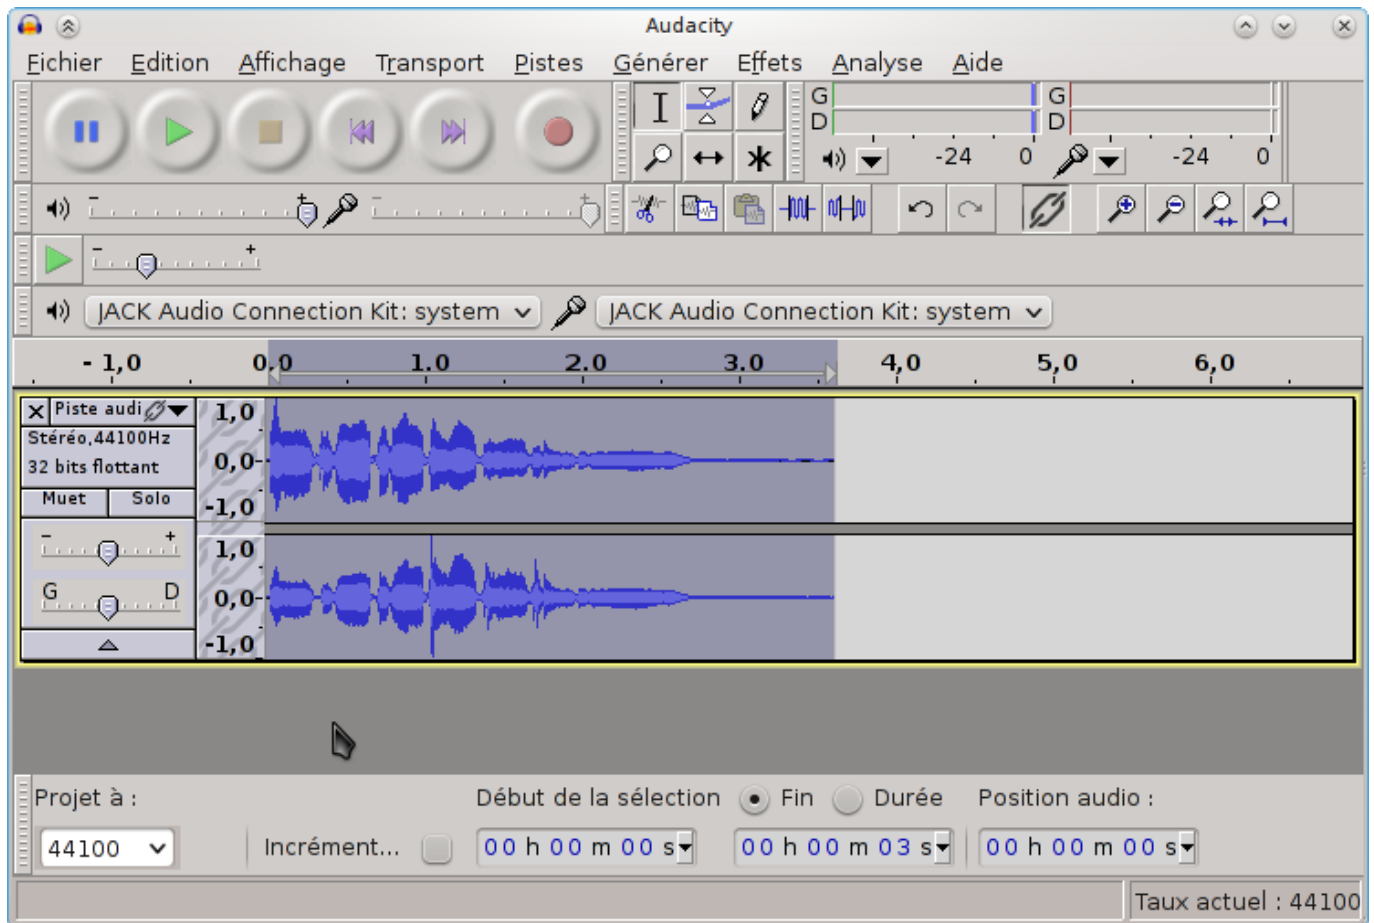 Audacity
Fichier Edition Affichage Transport Pistes Générer Effets Analyse Aide
G G
D D
-24 0 -24 0
- +
- +
- +
JACK Audio Connection Kit: system JACK Audio Connection Kit: system
- 1,0 0,0 1.0 2.0 3.0 4,0 5,0 6,0
X Piste audi 1,0
Stéréo,44100Hz
32 bits flottant 0,0-
Muet Solo -1,0
- + 1,0
G D 0,0-
-1,0
Projet à : Début de la sélection Fin Durée Position audio :
44100 Incrément... 00 h 00 m 00 s 00 h 00 m 03 s 00 h 00 m 00 s
Taux actuel : 44100